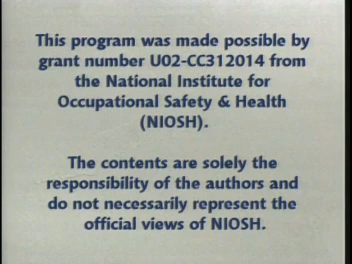 This program was made possible by
grant number U02-CC312014 from
the National Institute for
Occupational Safety & Health
(NIOSH).
The contents are solely the
responsibility of the authors and
do not necessarily represent the
official views of NIOSH.